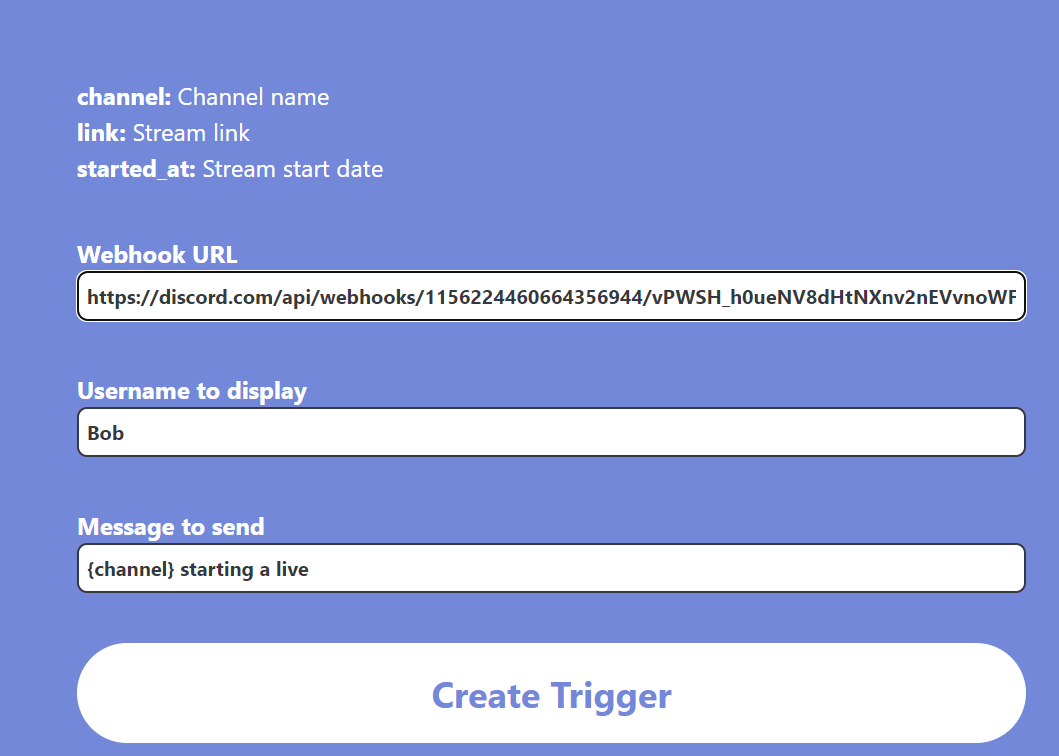 channel: Channel name
link: Stream link
started_at: Stream start date
Webhook URL
https://discord.com/api/webhooks/1156224460664356944/vPWSH_h0ueNV8dHtNXnv2nEVvnoWF
Username to display
Bob
Message to send
{channel} starting a live
Create Trigger